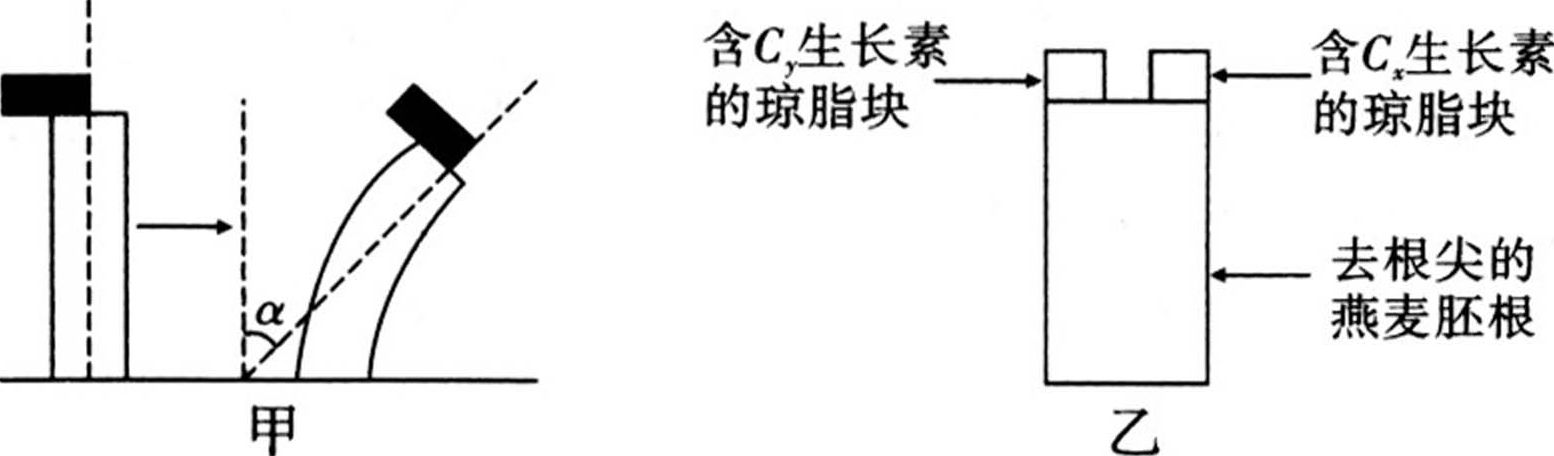 α
甲
含Cy生长素
的琼脂块
含Cx生长素
的琼脂块
去根尖的
燕麦胚根
乙